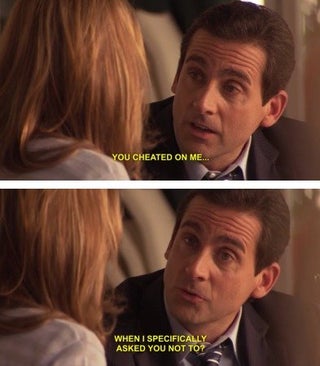 YOU CHEATED ON ME...
WHEN I SPECIFICALLY
ASKED YOU NOT TO?